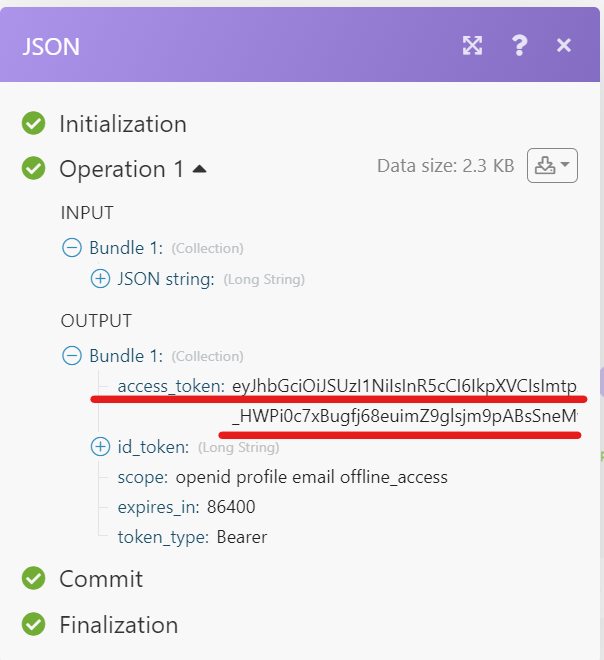 JSON
Initialization
Operation 1 Data size: 2.3 KB
INPUT
Bundle 1: (Collection)
JSON string: (Long String)
OUTPUT
Bundle 1: (Collection)
access_token: eyJhbGciOiJSUzI1NiIsInR5cCI6IkpXVCIsImtp
_HWPi0c7xBugfj68euimZ9glsjm9pABsSneM
id_token: (Long String)
scope: openid profile email offline_access
expires_in: 86400
token_type: Bearer
Commit
Finalization